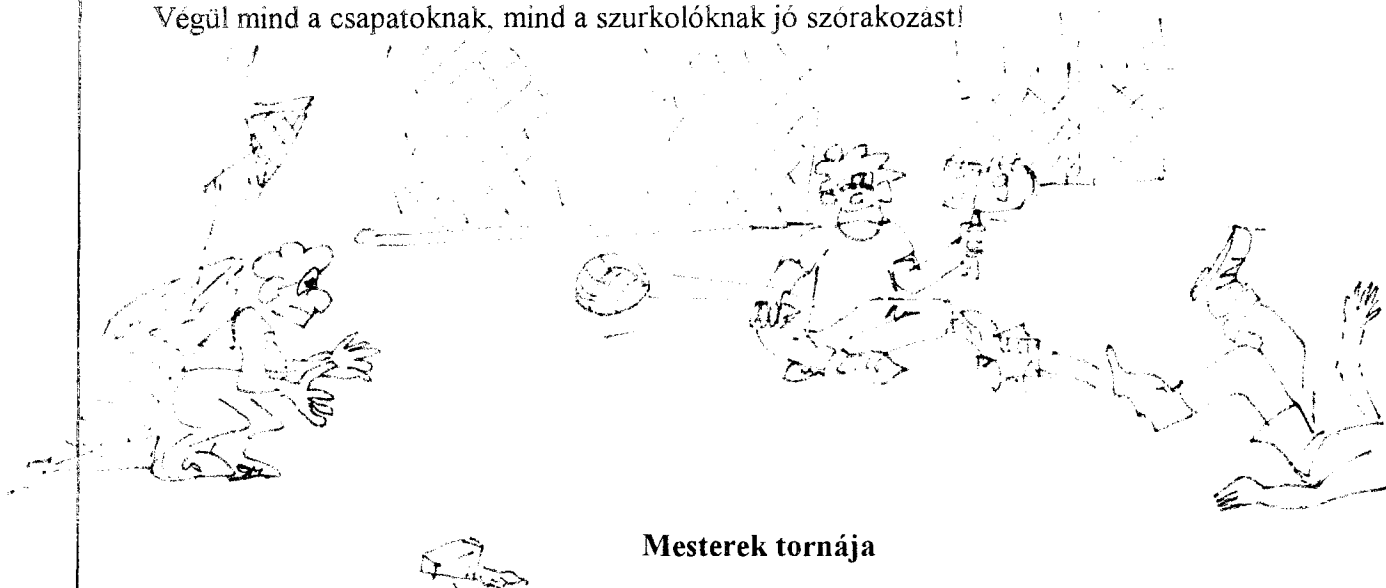 Végül mind a csapatoknak, mind a szurkolóknak jó szórakozást!
Mesterek tornája